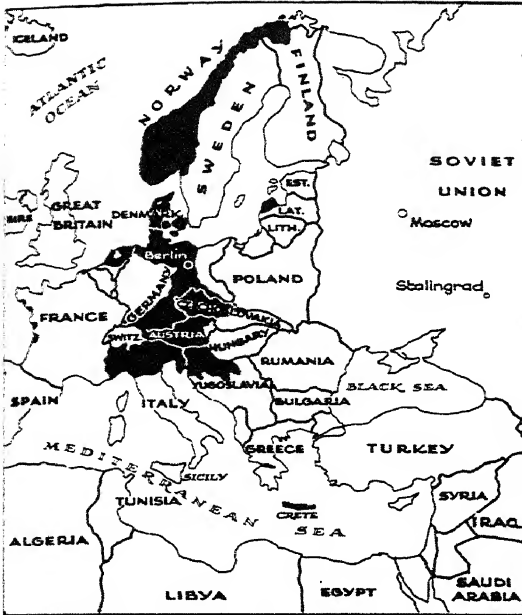 ICELAND
ATLANTIC
OCEAN
NORWAY
SWEDEN
FINLAND
SOVIET
UNION
EST.
LAT.
LITH.
Moscow
Stalingrad
EIRE
GREAT
BRITAIN
DENMARK
Berlin
GERMANY
POLAND
CZECHOSLOVAKIA
FRANCE
SWITZ.
AUSTRIA
HUNGARY
RUMANIA
YUGOSLAVIA
BLACK SEA
SPAIN
ITALY
BULGARIA
GREECE
TURKEY
MEDITERRANEAN SEA
SICILY
CRETE
TUNISIA
SYRIA
IRAQ
ALGERIA
LIBYA
EGYPT
SAUDI
ARABIA